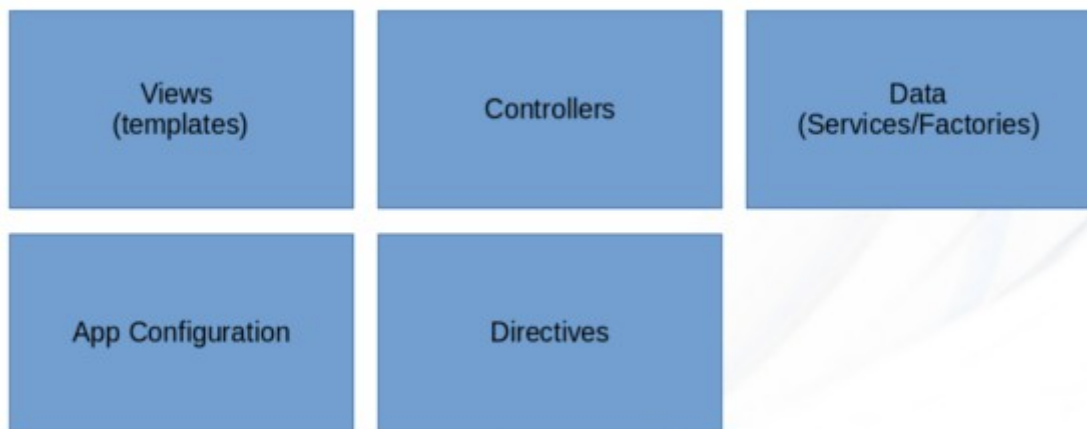 Views
(templates)
Controllers
Data
(Services/Factories)
App Configuration
Directives